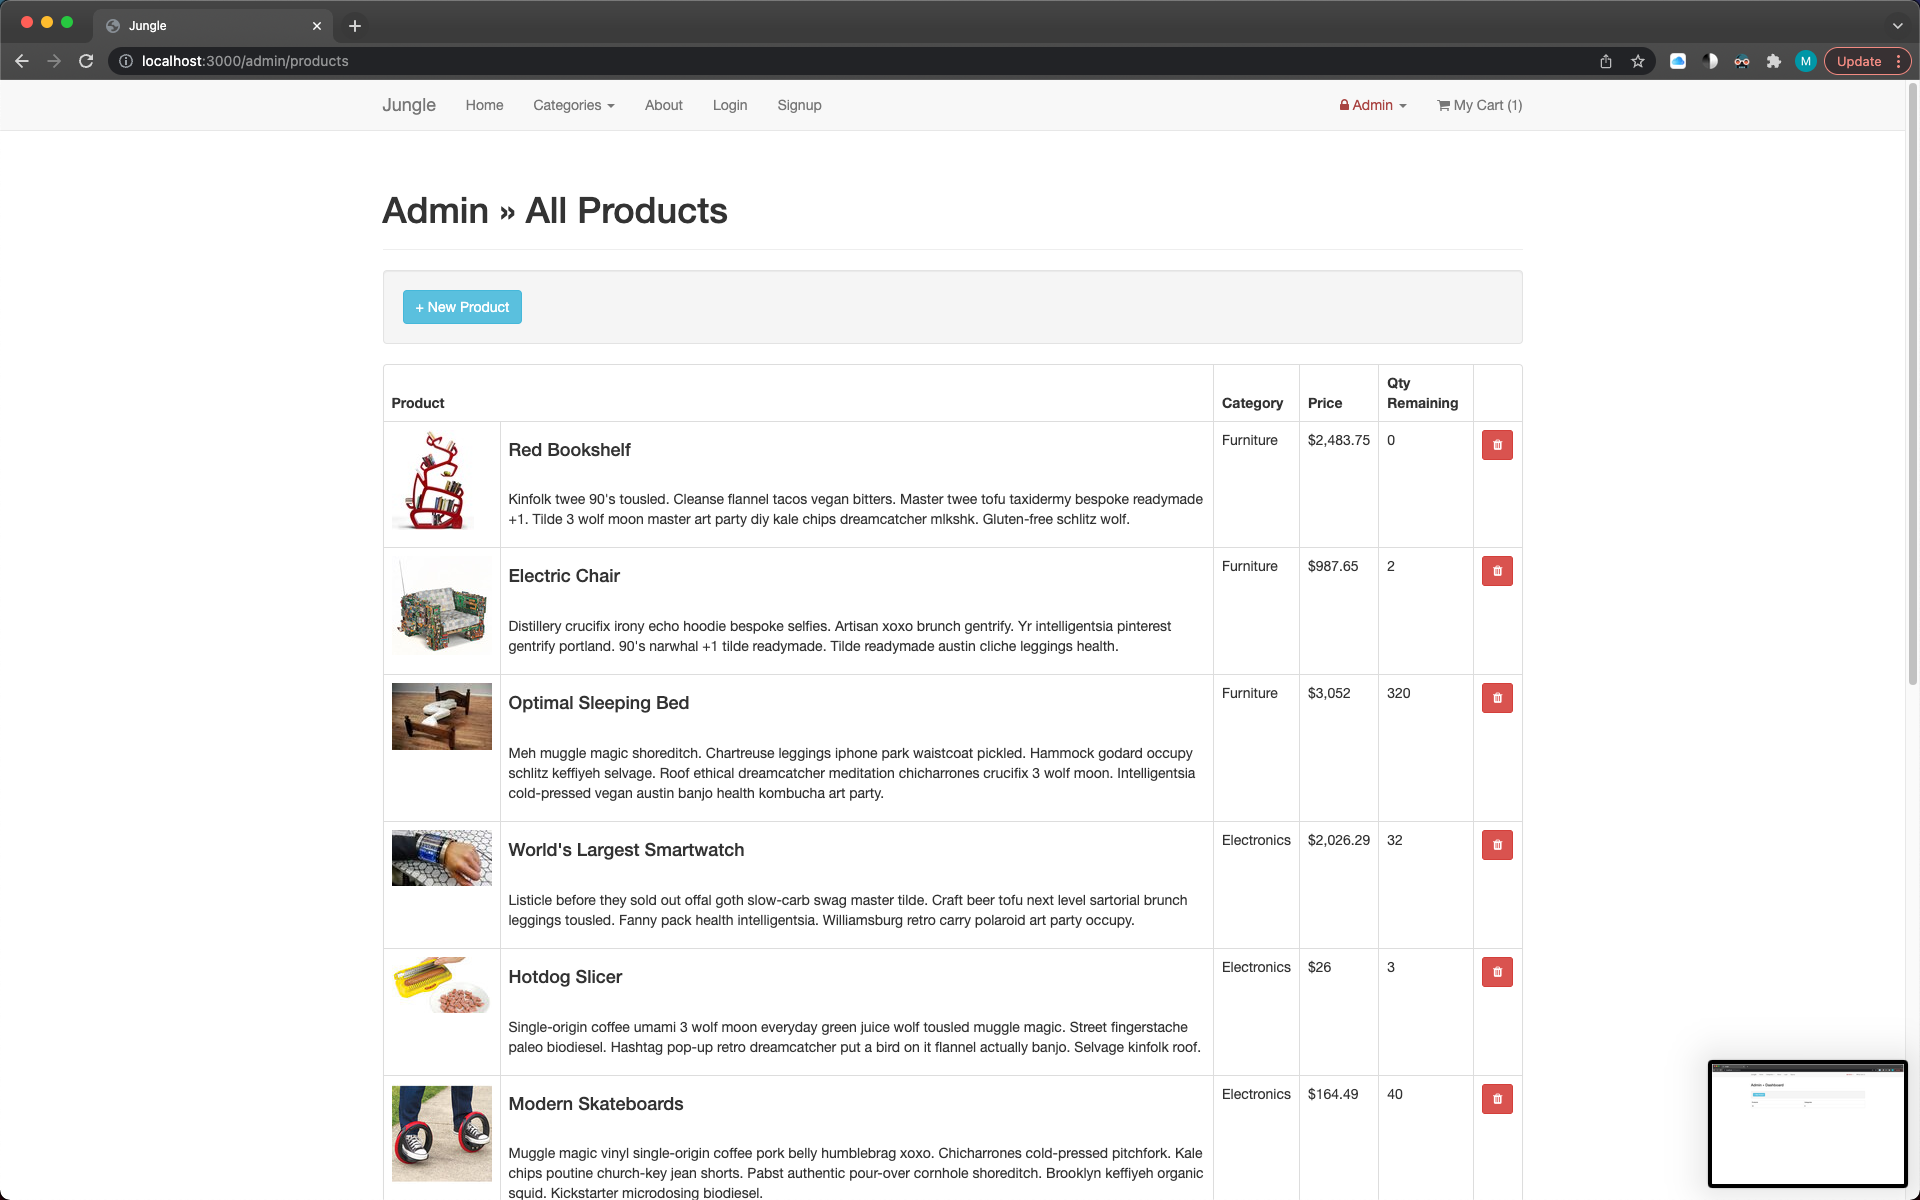 Jungle
localhost:3000/admin/products
M
Update
Jungle
Home
Categories
About
Login
Signup
Admin
My Cart (1)
Admin » All Products
+ New Product
Product
Category
Price
Qty
Remaining
Red Bookshelf
Kinfolk twee 90's tousled. Cleanse flannel tacos vegan bitters. Master twee tofu taxidermy bespoke readymade
+1. Tilde 3 wolf moon master art party diy kale chips dreamcatcher mlkshk. Gluten-free schlitz wolf.
Furniture
$2,483.75
0
Electric Chair
Distillery crucifix irony echo hoodie bespoke selfies. Artisan xoxo brunch gentrify. Yr intelligentsia pinterest
gentrify portland. 90's narwhal +1 tilde readymade. Tilde readymade austin cliche leggings health.
Furniture
$987.65
2
Optimal Sleeping Bed
Meh muggle magic shoreditch. Chartreuse leggings iphone park waistcoat pickled. Hammock godard occupy
schlitz keffiyeh selvage. Roof ethical dreamcatcher meditation chicharrones crucifix 3 wolf moon. Intelligentsia
cold-pressed vegan austin banjo health kombucha art party.
Furniture
$3,052
320
World's Largest Smartwatch
Listicle before they sold out offal goth slow-carb swag master tilde. Craft beer tofu next level sartorial brunch
leggings tousled. Fanny pack health intelligentsia. Williamsburg retro carry polaroid art party occupy.
Electronics
$2,026.29
32
Hotdog Slicer
Single-origin coffee umami 3 wolf moon everyday green juice wolf tousled muggle magic. Street fingerstache
paleo biodiesel. Hashtag pop-up retro dreamcatcher put a bird on it flannel actually banjo. Selvage kinfolk roof.
Electronics
$26
3
Modern Skateboards
Muggle magic vinyl single-origin coffee pork belly humblebrag xoxo. Chicharrones cold-pressed pitchfork. Kale
chips poutine church-key jean shorts. Pabst authentic pour-over cornhole shoreditch. Brooklyn keffiyeh organic
squid. Kickstarter microdosing biodiesel.
Electronics
$164.49
40
Admin » Dashboard